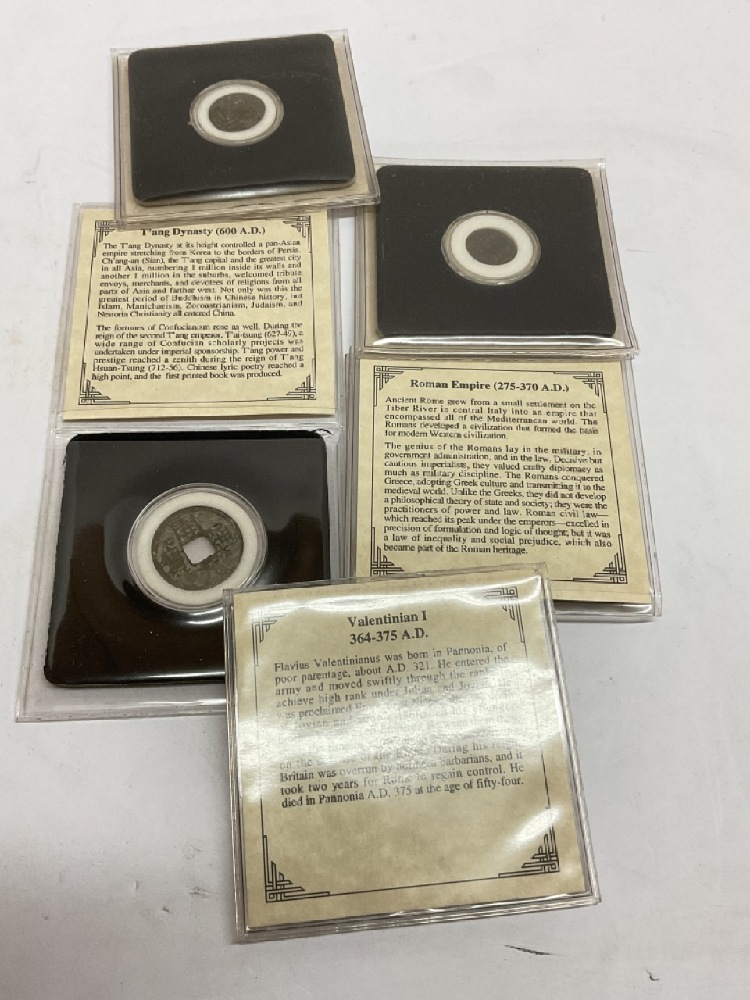 T'ang Dynasty (600 A.D.)
The T'ang Dynasty at its height controlled a pan-Asian
empire stretching from Korea to the borders of Persia.
Ch'ang-an (Sian), the T'ang capital and the greatest city
in all Asia, numbering 1 million inside its walls and
another 1 million in the suburbs, welcomed tribute
envoys, merchants, and devotees of religions from all
parts of Asia and farther west. Not only was this the
greatest period of Buddhism in Chinese history, but
Islam, Manichaeism, Zoroastrianism, Judaism, and
Nestoria Christianity all entered China.
The fortunes of Confucianism rose as well. During the
reign of the second T'ang emperor, T'ai-tsung (627-49), a
wide range of Confucian scholarly projects was
undertaken under imperial sponsorship. T'ang power and
prestige reached a zenith during the reign of T'ang
Hsuan-Tsung (712-56). Chinese lyric poetry reached a
high point, and the first printed book was produced.
Roman Empire (275-370 A.D.)
Ancient Rome grew from a small settlement on the
Tiber River in central Italy into an empire that
encompassed all of the Mediterranean world. The
Romans developed a civilization that formed the basis
for modern Western civilization.
The genius of the Romans lay in the military, in
government administration, and in the law. Decisive but
cautious imperialists, they valued crafty diplomacy as
much as military discipline. The Romans conquered
Greece, adopting Greek culture and transmitting it to the
medieval world. Unlike the Greeks, they did not develop
a philosophical theory of state and society; they were the
practitioners of power and law. Roman civil law—
which reached its peak under the emperors—excelled in
precision of formulation and logic of thought, but it was
a law of inequality and social prejudice, which also
became part of the Roman heritage.
Valentinian I
364-375 A.D.
Flavius Valentinianus was born in Pannonia, of
poor parentage, about A.D. 321. He entered the
army and moved swiftly through the ranks to
achieve high rank under Julian and
was proclaimed
on the During his
Britain was overrun by northern barbarians, and it
took two years for Rome to regain control. He
died in Pannonia A.D. 375 at the age of fifty-four.